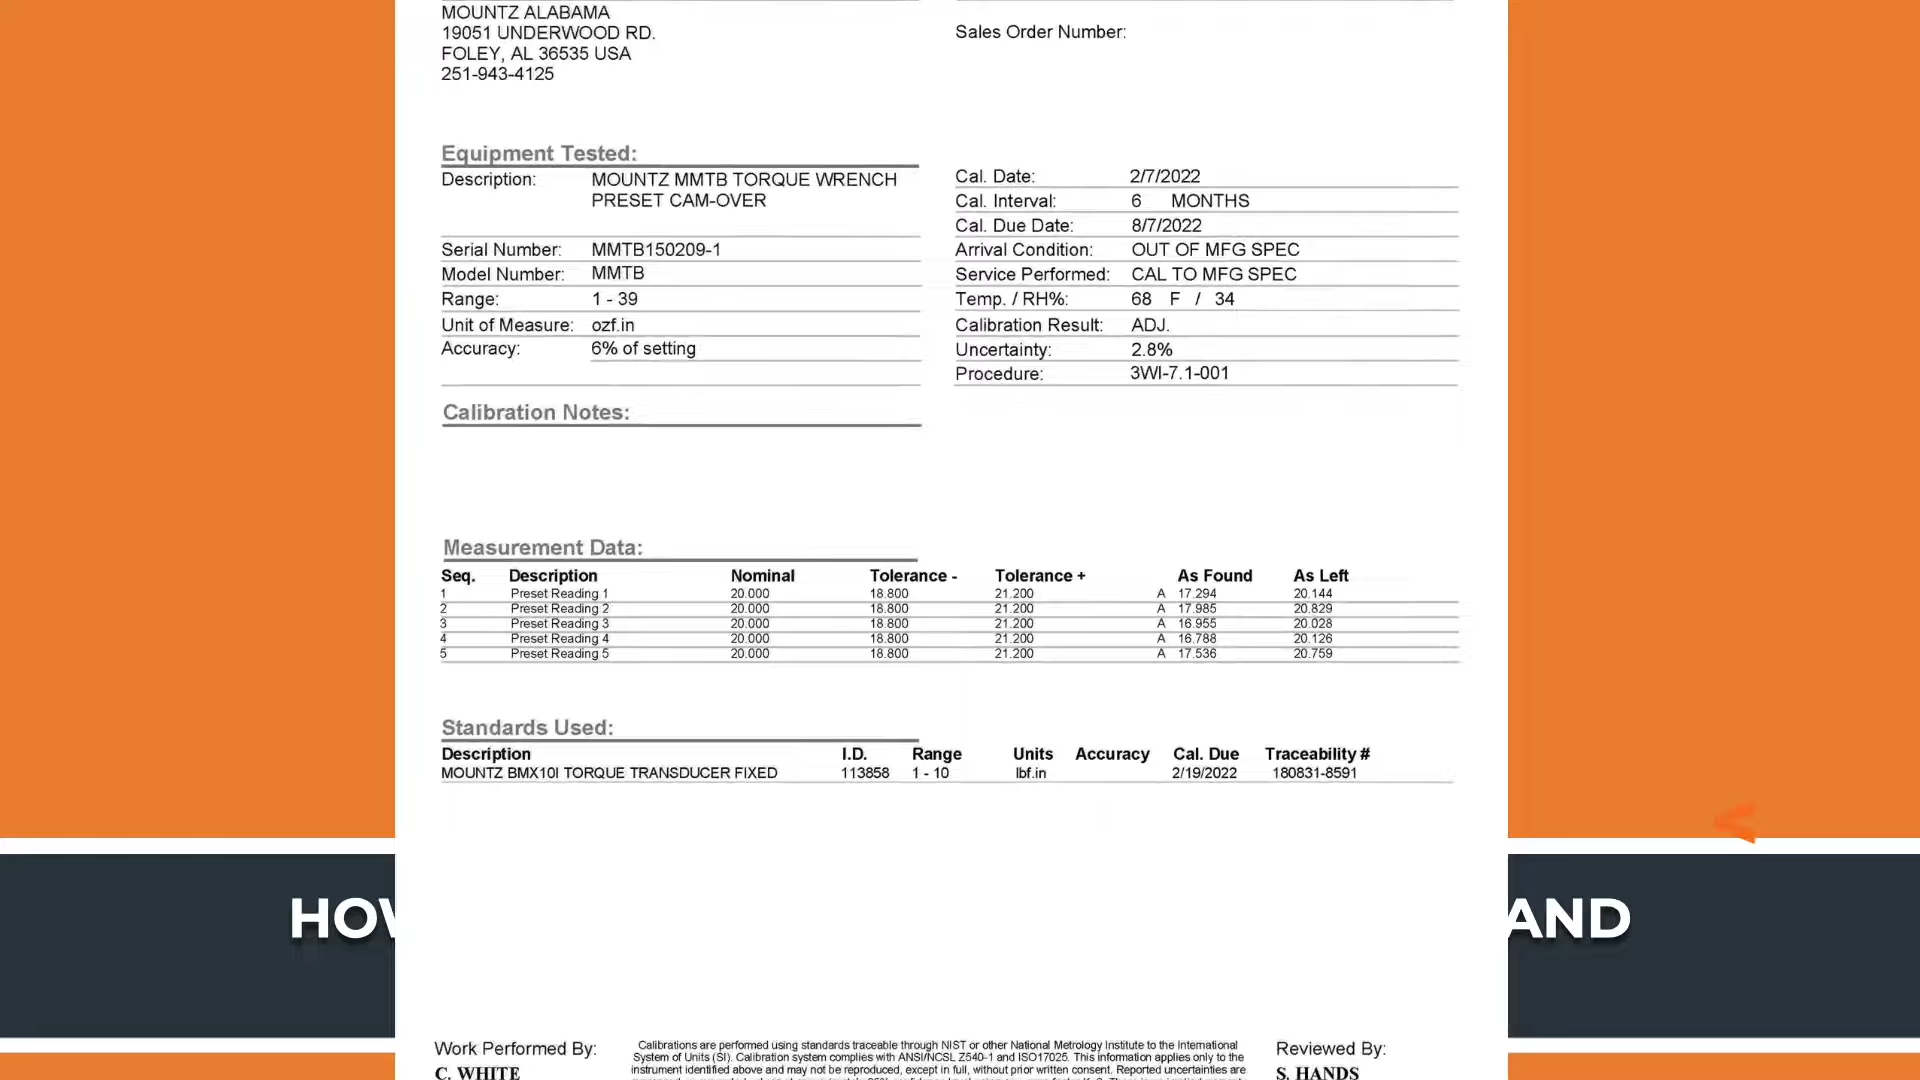 MOUNTZ ALABAMA
19051 UNDERWOOD RD.
FOLEY, AL 36535 USA
251-943-4125
Sales Order Number:
Equipment Tested:
Description: MOUNTZ MMTB TORQUE WRENCH
PRESET CAM-OVER
Serial Number: MMTB150209-1
Model Number: MMTB
Range: 1 - 39
Unit of Measure: ozf.in
Accuracy: 6% of setting
Cal. Date: 2/7/2022
Cal. Interval: 6 MONTHS
Cal. Due Date: 8/7/2022
Arrival Condition: OUT OF MFG SPEC
Service Performed: CAL TO MFG SPEC
Temp. / RH%: 68 F / 34
Calibration Result: ADJ.
Uncertainty: 2.8%
Procedure: 3WI-7.1-001
Calibration Notes:
Measurement Data:
Seq. Description Nominal Tolerance - Tolerance + As Found As Left
1 Preset Reading 1 20.000 18.800 21.200 A 17.294 20.144
2 Preset Reading 2 20.000 18.800 21.200 A 17.985 20.829
3 Preset Reading 3 20.000 18.800 21.200 A 16.955 20.028
4 Preset Reading 4 20.000 18.800 21.200 A 16.788 20.126
5 Preset Reading 5 20.000 18.800 21.200 A 17.536 20.759
Standards Used:
Description I.D. Range Units Accuracy Cal. Due Traceability #
MOUNTZ BMX10I TORQUE TRANSDUCER FIXED 113858 1 - 10 lbf.in 2/19/2022 180831-8591
AND
Work Performed By:
C. WHITE
Calibrations are performed using standards traceable through NIST or other National Metrology Institute to the International
System of Units (SI). Calibration system complies with ANSI/NCSL Z540-1 and ISO17025. This information applies only to the
instrument identified above and may not be reproduced, except in full, without prior written consent. Reported uncertainties are
Reviewed By:
S. HANDS